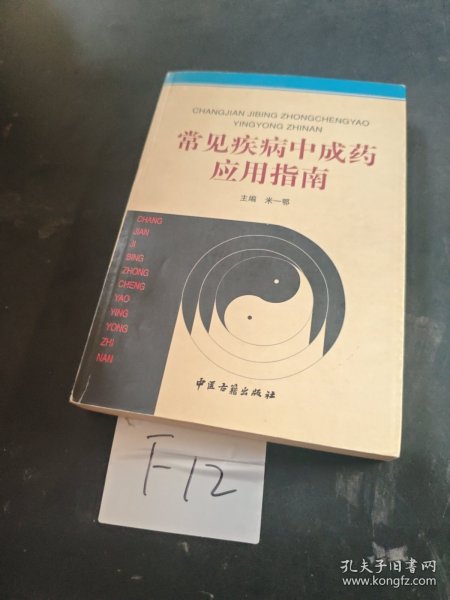 CHANGJIAN JIBING ZHONGCHENGYAO
YINGYONG ZHINAN
常见疾病中成药
应用指南
主编 米一鄂
CHANG
JIAN
JI
BING
ZHONG
CHENG
YAO
YING
YONG
ZHI
NAN
中医古籍出版社
F-12
孔夫子旧书网
www.kongfz.com